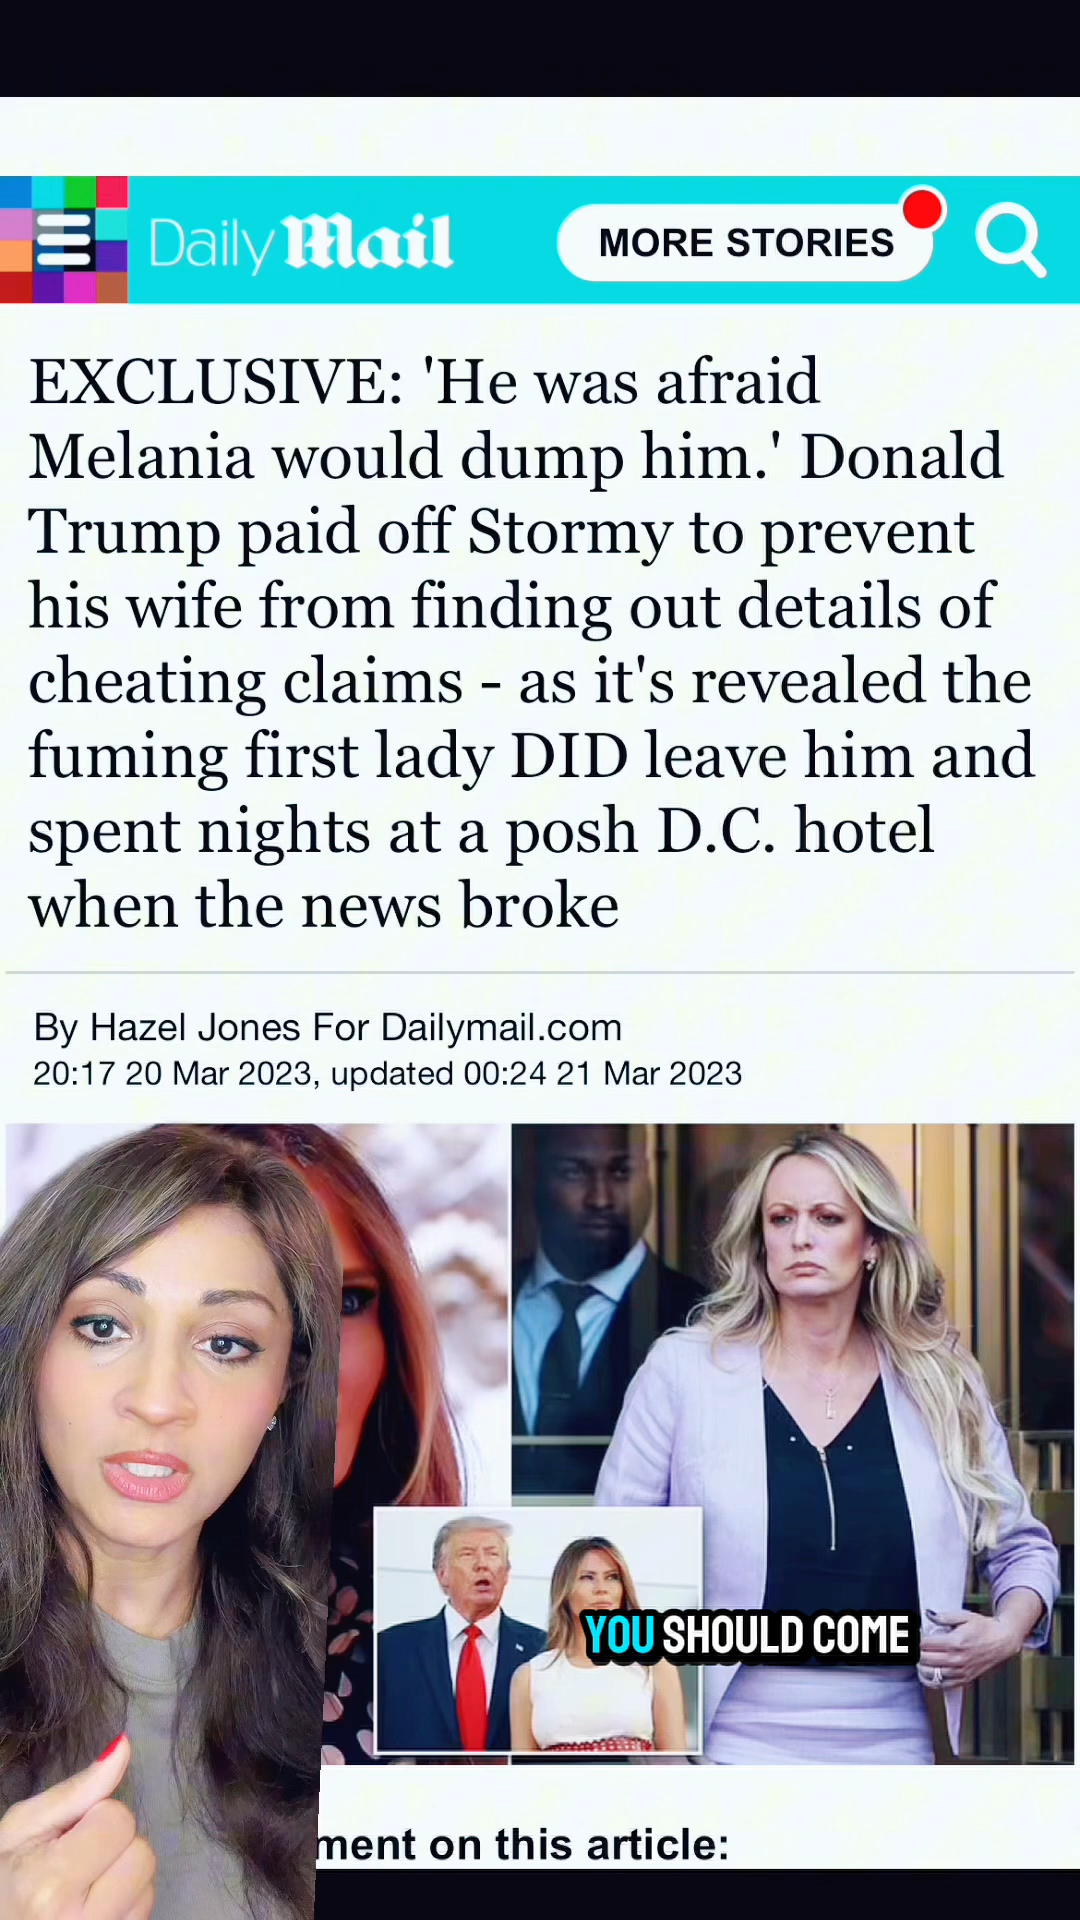 Daily Mail
MORE STORIES
EXCLUSIVE: 'He was afraid
Melania would dump him.' Donald
Trump paid off Stormy to prevent
his wife from finding out details of
cheating claims - as it's revealed the
fuming first lady DID leave him and
spent nights at a posh D.C. hotel
when the news broke
By Hazel Jones For Dailymail.com
20:17 20 Mar 2023, updated 00:24 21 Mar 2023
YOU SHOULD COME
ment on this article: